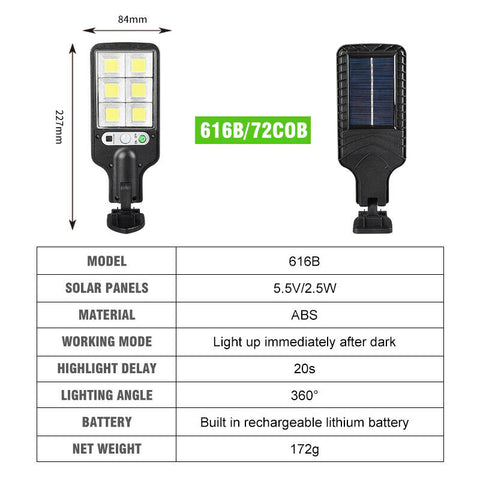 84mm
227mm
616B/72COB
MODEL 616B
SOLAR PANELS 5.5V/2.5W
MATERIAL ABS
WORKING MODE Light up immediately after dark
HIGHLIGHT DELAY 20s
LIGHTING ANGLE 360°
BATTERY Built in rechargeable lithium battery
NET WEIGHT 172g